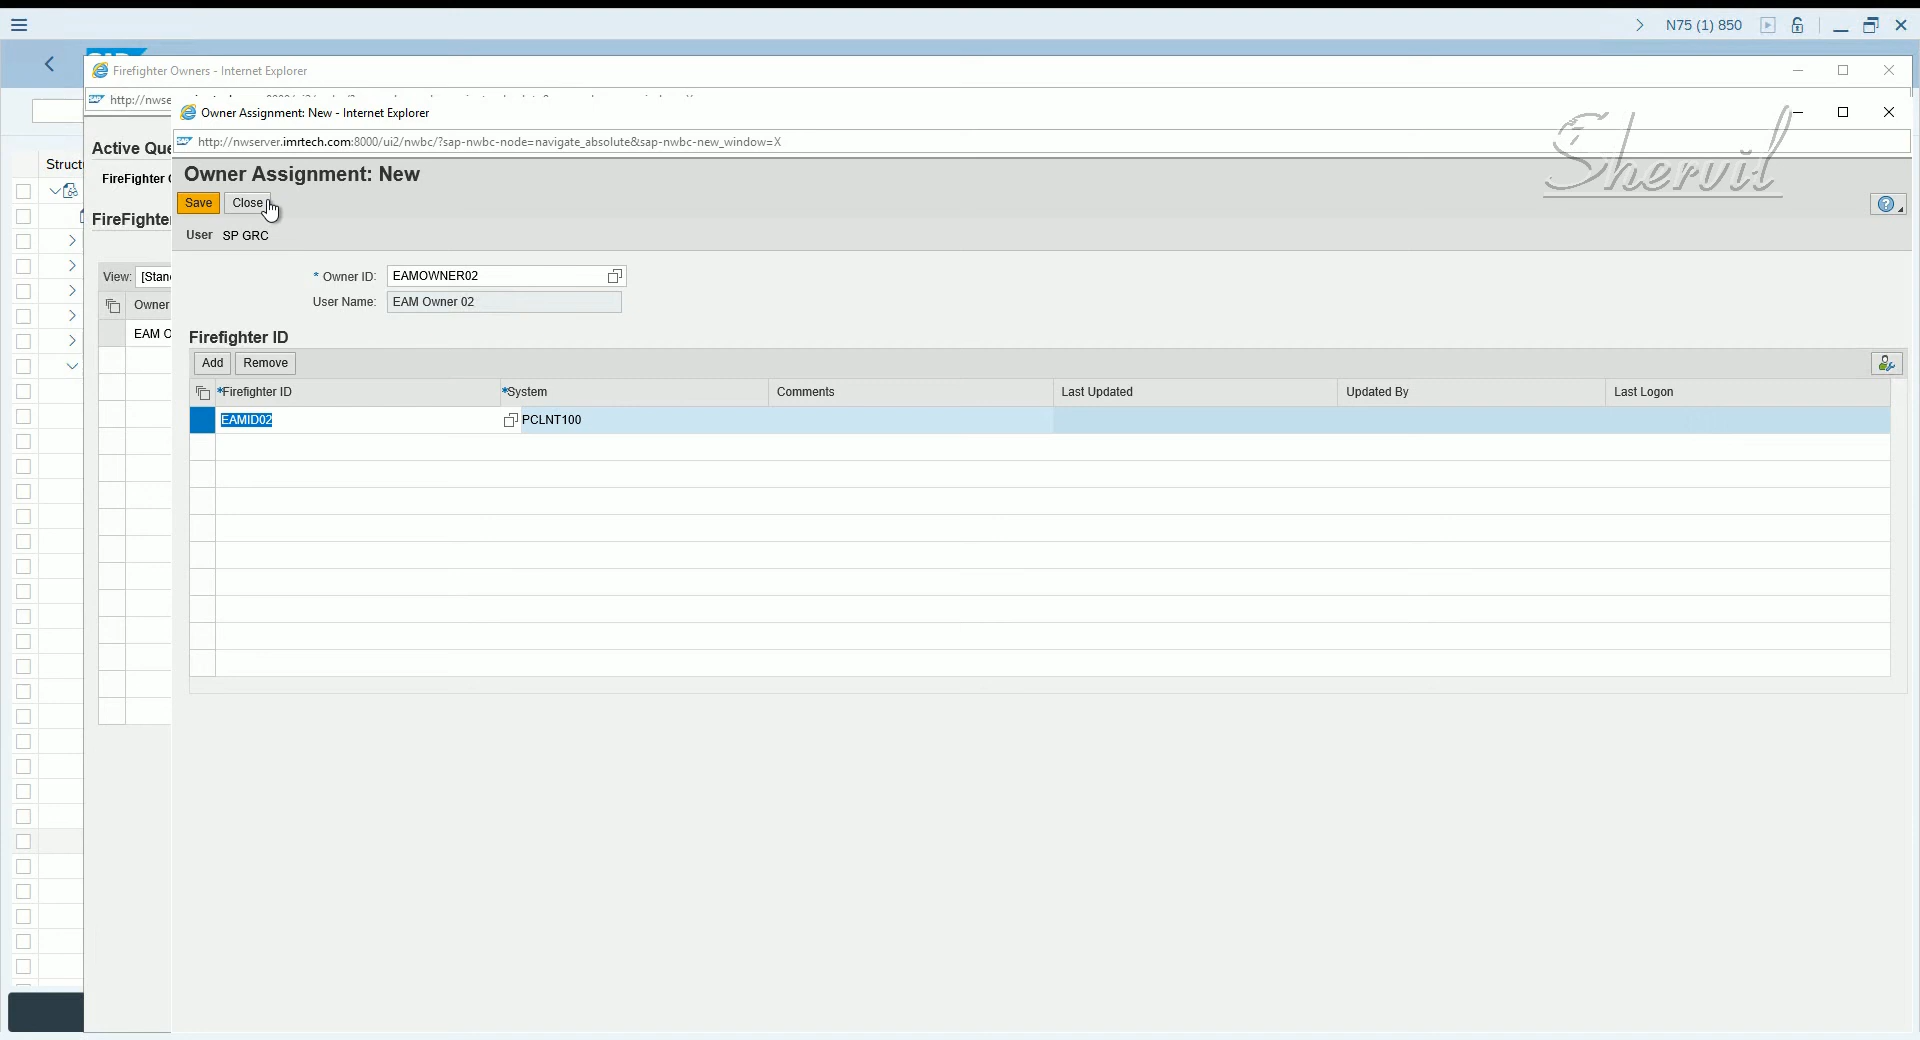 N75 (1) 850
Firefighter Owners - Internet Explorer
http://nwse
Owner Assignment: New - Internet Explorer
http://nwserver.imrtech.com:8000/ui2/nwbc/?sap-nwbc-node=navigate_absolute&sap-nwbc-new_window=X
Shervil
Active Que
Struct
FireFighter
FireFighte
View: [Stan
Owner
EAM O
Owner Assignment: New
Save Close
User SP GRC
* Owner ID: EAMOWNER02
User Name: EAM Owner 02
Firefighter ID
Add Remove
*Firefighter ID *System Comments Last Updated Updated By Last Logon
EAMID02 PCLNT100